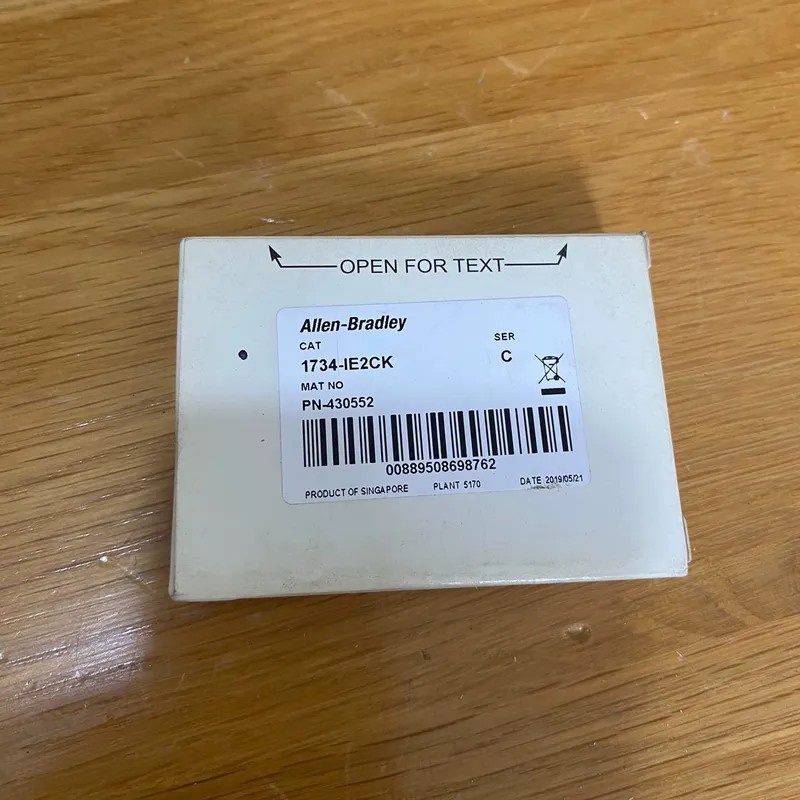 OPEN FOR TEXT
Allen-Bradley
CAT
SER
1734-IE2CK
C
MAT NO
PN-430552
00889508698762
PRODUCT OF SINGAPORE PLANT 5170 DATE 2019/05/21